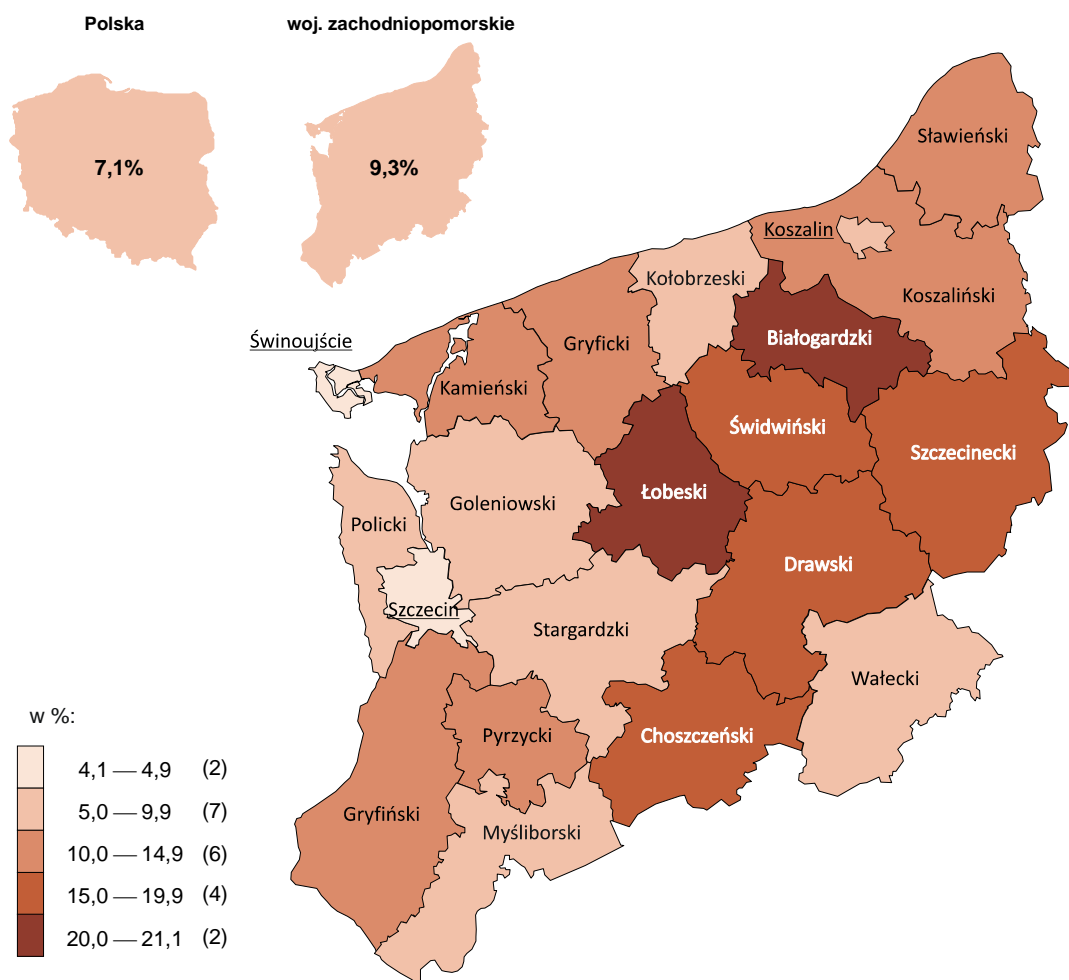 Polska
woj. zachodniopomorskie
7,1%
9,3%
Sławieński
Koszalin
Kołobrzeski
Koszaliński
Białogardzki
Świnoujście
Gryficki
Kamieński
Świdwiński
Szczecinecki
Łobeski
Goleniowski
Policki
Drawski
Szczecin
Stargardzki
Wałecki
Pyrzycki
Choszczeński
Gryfiński
Myśliborski
w %:
4,1 — 4,9 (2)
5,0 — 9,9 (7)
10,0 — 14,9 (6)
15,0 — 19,9 (4)
20,0 — 21,1 (2)